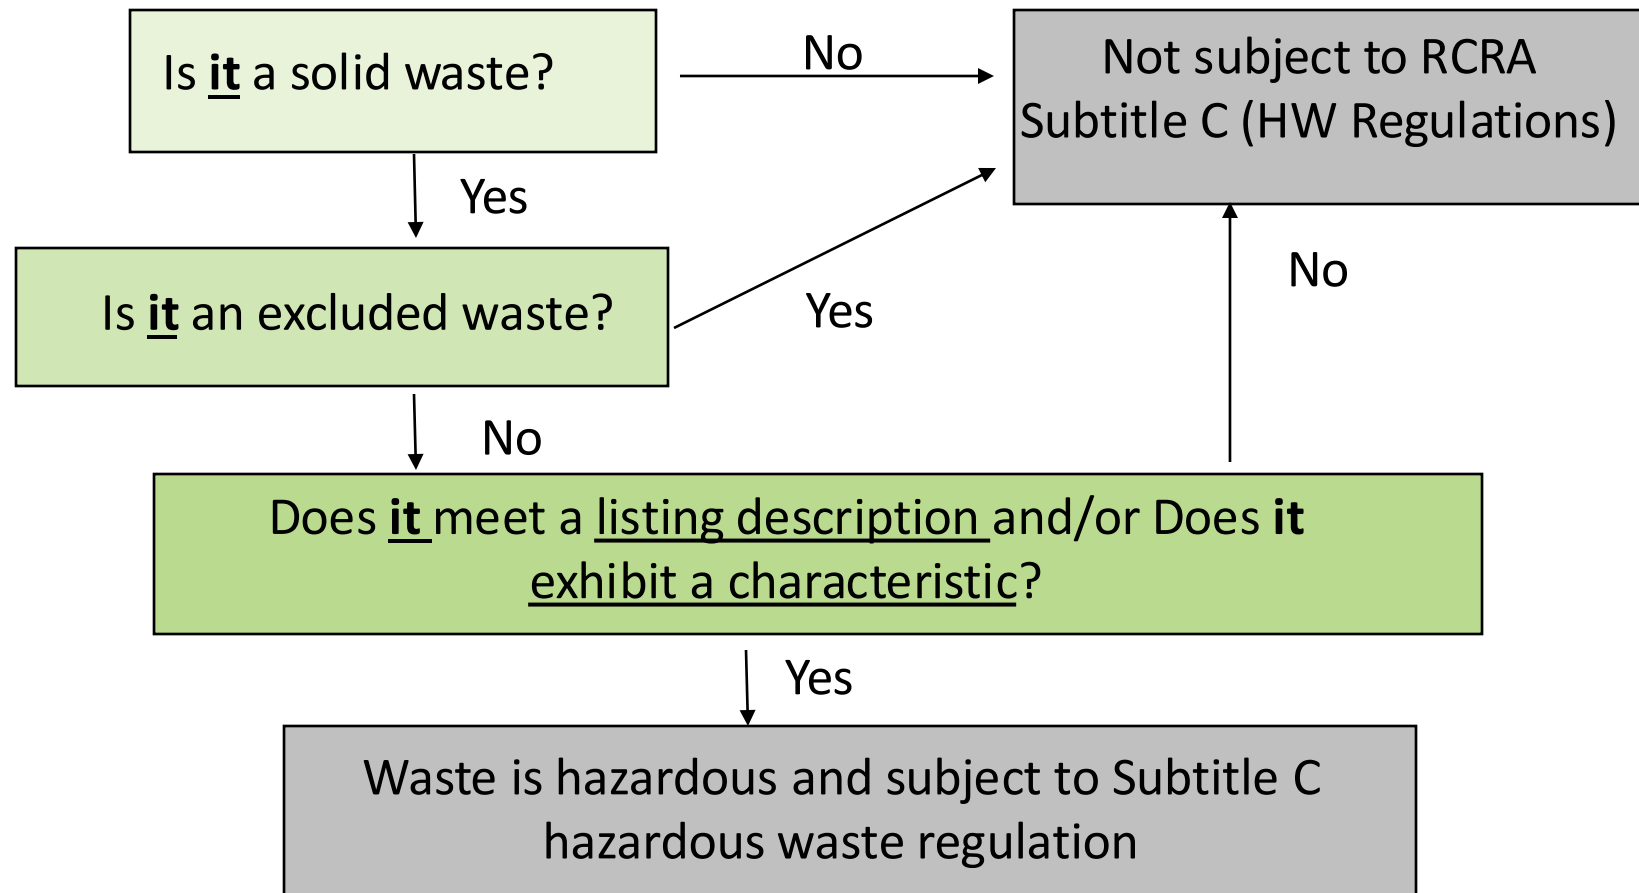 Is it a solid waste?
No
Not subject to RCRA
Subtitle C (HW Regulations)
Yes
Is it an excluded waste?
Yes
No
No
Does it meet a listing description and/or Does it
exhibit a characteristic?
Yes
Waste is hazardous and subject to Subtitle C
hazardous waste regulation